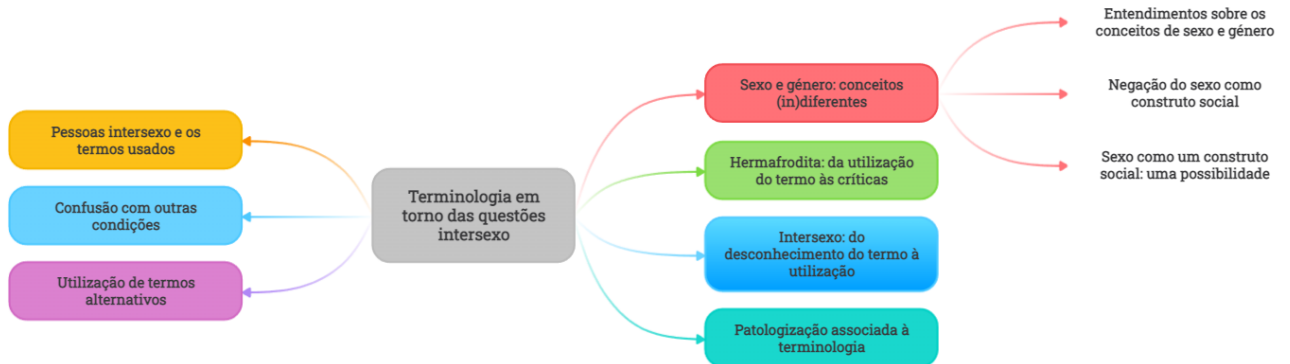 Terminologia em
torno das questões
intersexo
Pessoas intersexo e os
termos usados
Confusão com outras
condições
Utilização de termos
alternativos
Sexo e género: conceitos
(in)diferentes
Entendimentos sobre os
conceitos de sexo e género
Negação do sexo como
construto social
Sexo como um construto
social: uma possibilidade
Hermafrodita: da utilização
do termo às críticas
Intersexo: do
desconhecimento do termo à
utilização
Patologização associada à
terminologia